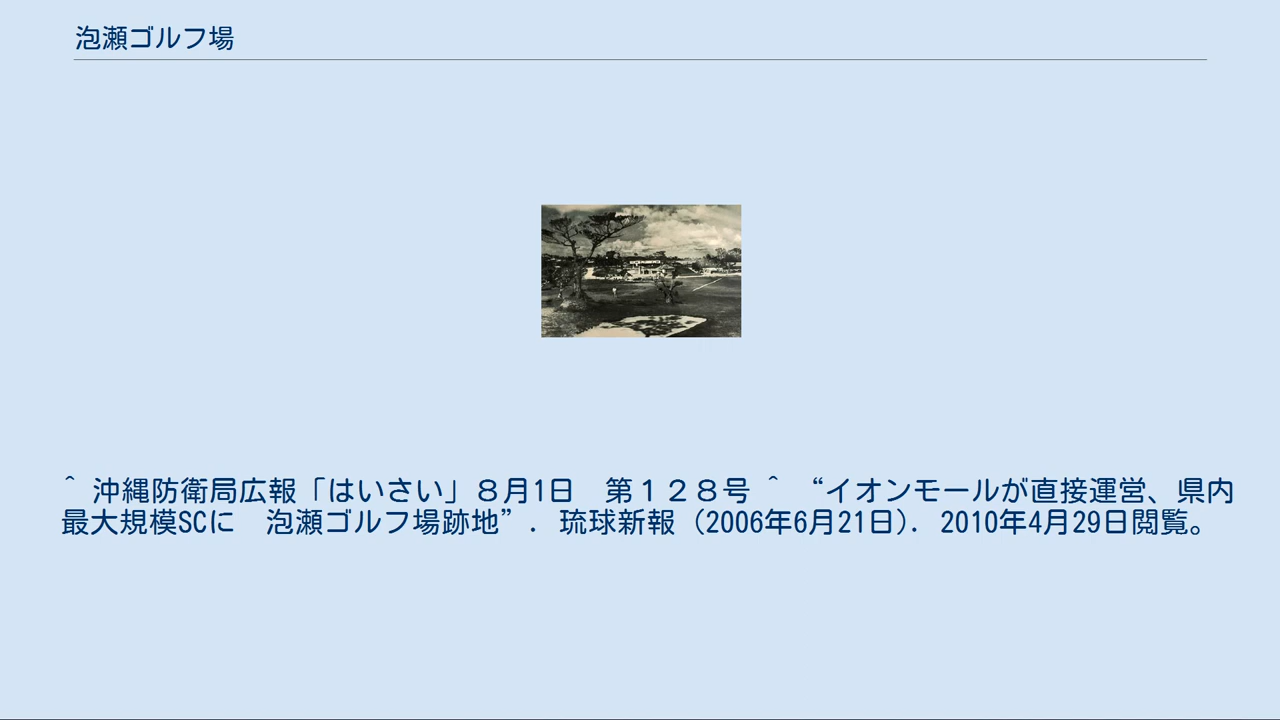 泡瀬ゴルフ場
^ 沖縄防衛局広報「はいさい」８月1日　第１２８号 ^ “イオンモールが直接運営、県内
最大規模SCに　泡瀬ゴルフ場跡地”. 琉球新報 (2006年6月21日). 2010年4月29日閲覧。